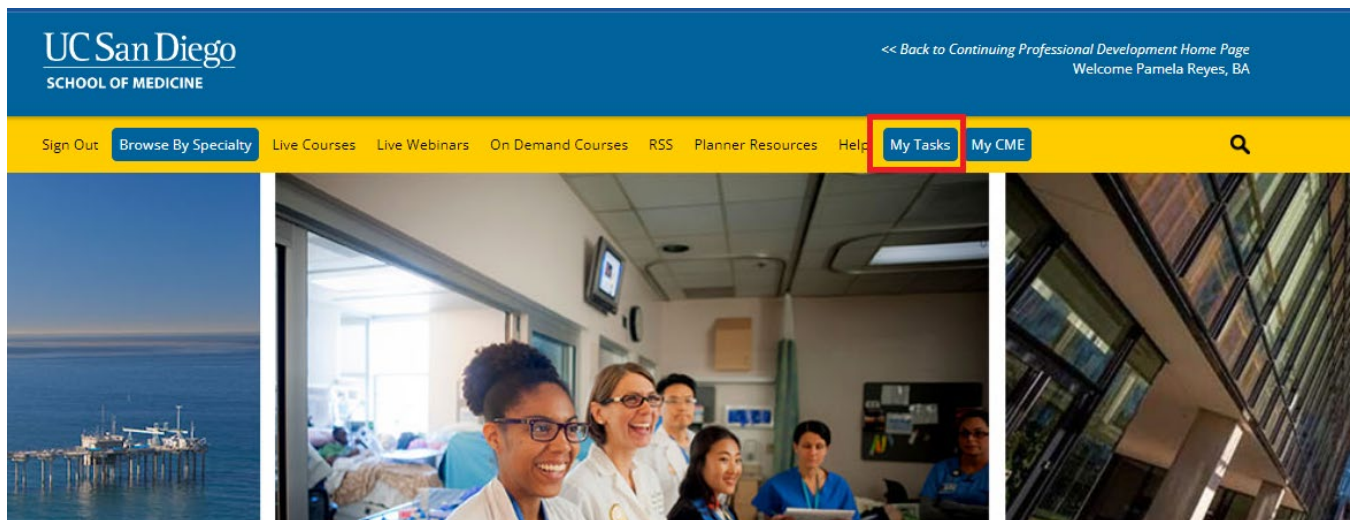 UC San Diego
SCHOOL OF MEDICINE
<< Back to Continuing Professional Development Home Page
Welcome Pamela Reyes, BA
Sign Out Browse By Specialty Live Courses Live Webinars On Demand Courses RSS Planner Resources Help My Tasks My CME